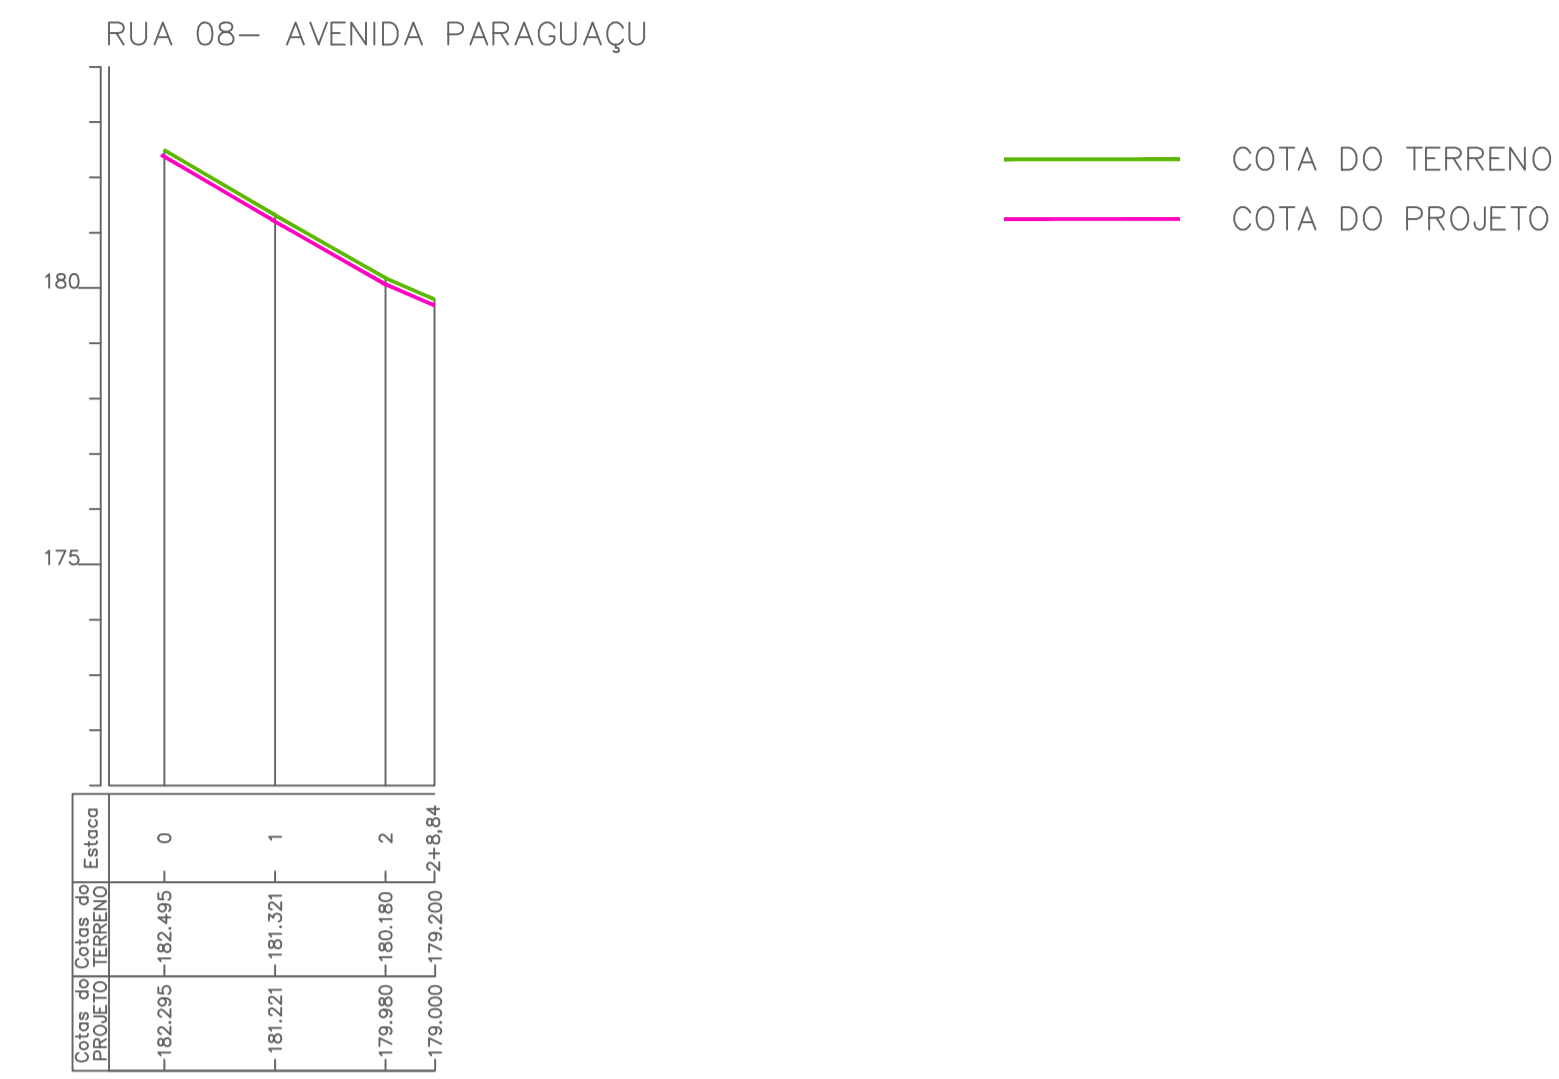 RUA 08– AVENIDA PARAGUAÇU
COTA DO TERRENO
COTA DO PROJETO
180
175
Estaca
0
1
2
2+8,84
Cotas do
TERRENO
182.495
181.321
180.180
179.200
Cotas do
PROJETO
182.295
181.221
179.980
179.000